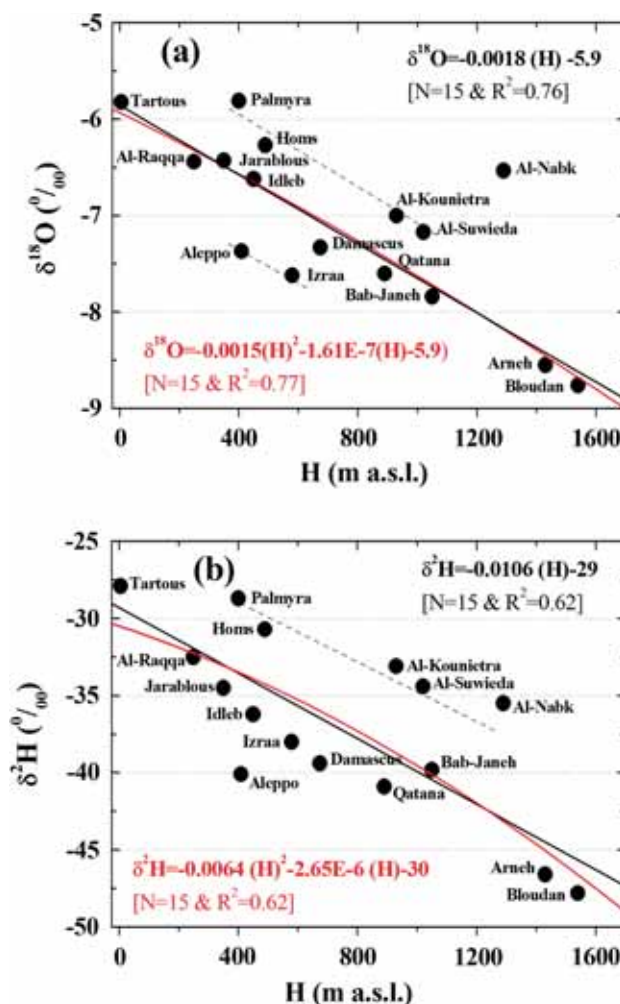 (a)
δ¹⁸O=-0.0018 (H) -5.9
[N=15 & R²=0.76]
-5
-6
-7
-8
-9
δ¹⁸O (⁰/₀₀)
Tartous
Palmyra
Homs
Al-Raqqa
Jarablous
Idleb
Al-Nabk
Al-Kounietra
Al-Suwieda
Aleppo
Damascus
Izraa
Qatana
Bab-Janeh
Arneh
Bloudan
δ¹⁸O=-0.0015(H)²-1.61E-7(H)-5.9)
[N=15 & R²=0.77]
0 400 800 1200 1600
H (m a.s.l.)
(b)
δ²H=-0.0106 (H)-29
[N=15 & R²=0.62]
-25
-30
-35
-40
-45
-50
δ²H (⁰/₀₀)
Tartous
Palmyra
Homs
Al-Raqqa
Al-Kounietra
Jarablous
Al-Suwieda
Idleb
Al-Nabk
Izraa
Damascus
Bab-Janeh
Aleppo
Qatana
Arneh
Bloudan
δ²H=-0.0064 (H)²-2.65E-6 (H)-30
[N=15 & R²=0.62]
0 400 800 1200 1600
H (m a.s.l.)